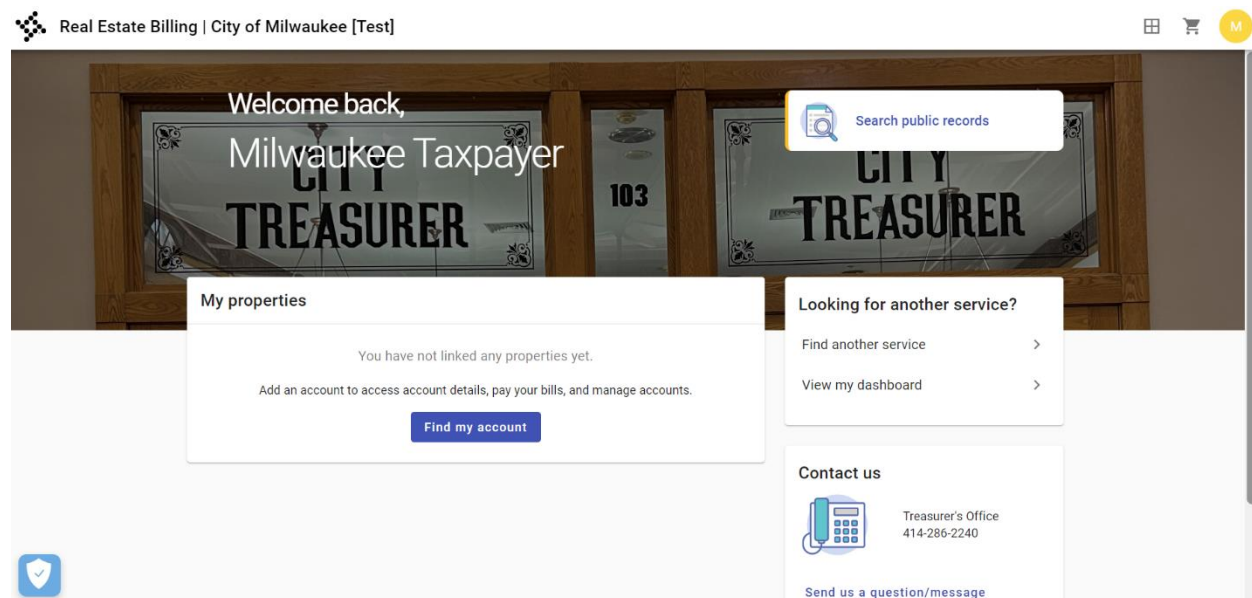 Real Estate Billing | City of Milwaukee [Test]
M
Welcome back,
Milwaukee Taxpayer
CITY
TREASURER
103
CITY
TREASURER
Search public records
My properties
You have not linked any properties yet.
Add an account to access account details, pay your bills, and manage accounts.
Find my account
Looking for another service?
Find another service
View my dashboard
Contact us
Treasurer's Office
414-286-2240
Send us a question/message